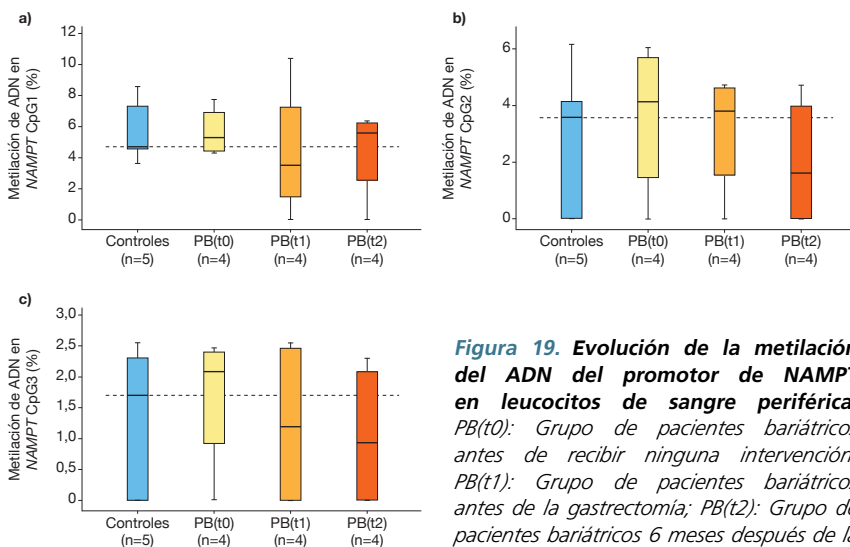 a)
Metilación de ADN en
NAMPT CpG1 (%)
12
10
8
6
4
2
0
Controles
(n=5)
PB(t0)
(n=4)
PB(t1)
(n=4)
PB(t2)
(n=4)
b)
Metilación de ADN en
NAMPT CpG2 (%)
6
4
2
0
Controles
(n=5)
PB(t0)
(n=4)
PB(t1)
(n=4)
PB(t2)
(n=4)
c)
Metilación de ADN en
NAMPT CpG3 (%)
3,0
2,5
2,0
1,5
1,0
0,5
0
Controles
(n=5)
PB(t0)
(n=4)
PB(t1)
(n=4)
PB(t2)
(n=4)
Figura 19. Evolución de la metilación
del ADN del promotor de NAMPT
en leucocitos de sangre periférica
PB(t0): Grupo de pacientes bariátrico
antes de recibir ninguna intervención
PB(t1): Grupo de pacientes bariátrico
antes de la gastrectomía; PB(t2): Grupo de
pacientes bariátricos 6 meses después de la